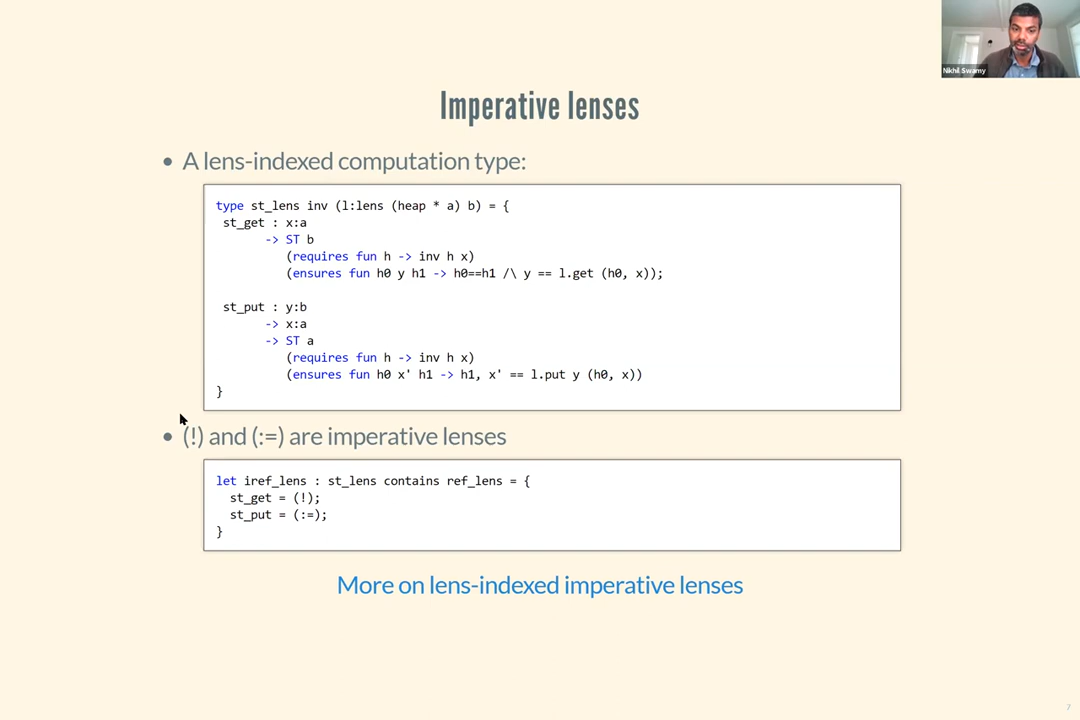 Nikhil Swamy
Imperative lenses
• A lens-indexed computation type:
type st_lens inv (l:lens (heap * a) b) = {
st_get : x:a
-> ST b
(requires fun h -> inv h x)
(ensures fun h0 y h1 -> h0==h1 /\ y == l.get (h0, x));
st_put : y:b
-> x:a
-> ST a
(requires fun h -> inv h x)
(ensures fun h0 x' h1 -> h1, x' == l.put y (h0, x))
}
• (!) and (:=) are imperative lenses
let iref_lens : st_lens contains ref_lens = {
st_get = (!);
st_put = (:=);
}
More on lens-indexed imperative lenses
7